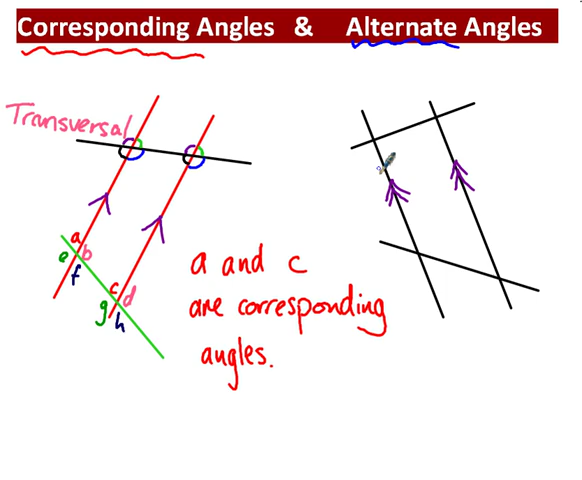 Corresponding Angles & Alternate Angles
Transversal
a
e b
f
c
g d
h
a and c
are corresponding
angles.